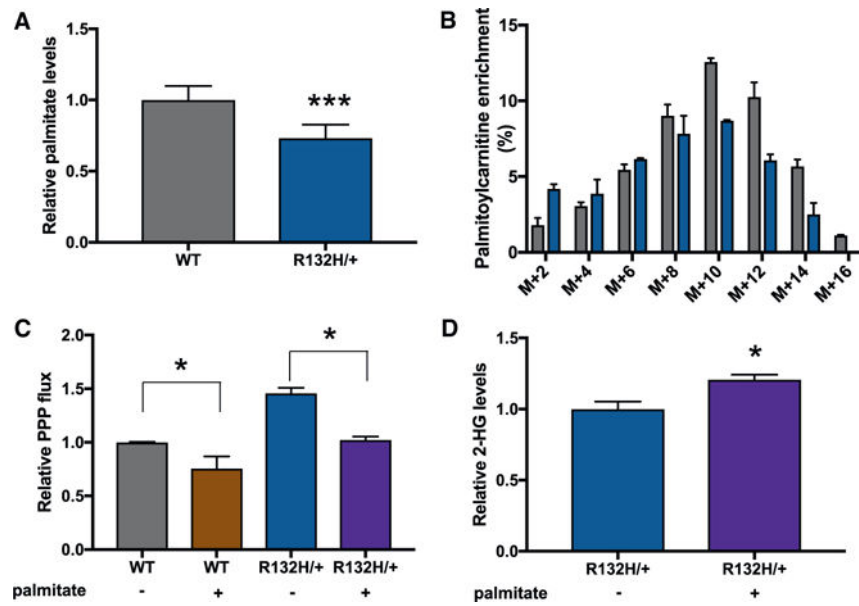 A
Relative palmitate levels
1.5
1.0
0.5
0.0
***
WT
R132H/+
B
Palmitoylcarnitine enrichment
(%)
15
10
5
0
M+2
M+4
M+6
M+8
M+10
M+12
M+14
M+16
C
Relative PPP flux
2.0
1.5
1.0
0.5
0.0
*
*
WT
WT
R132H/+
R132H/+
palmitate
-
+
-
+
D
Relative 2-HG levels
1.5
1.0
0.5
0.0
*
R132H/+
R132H/+
palmitate
-
+